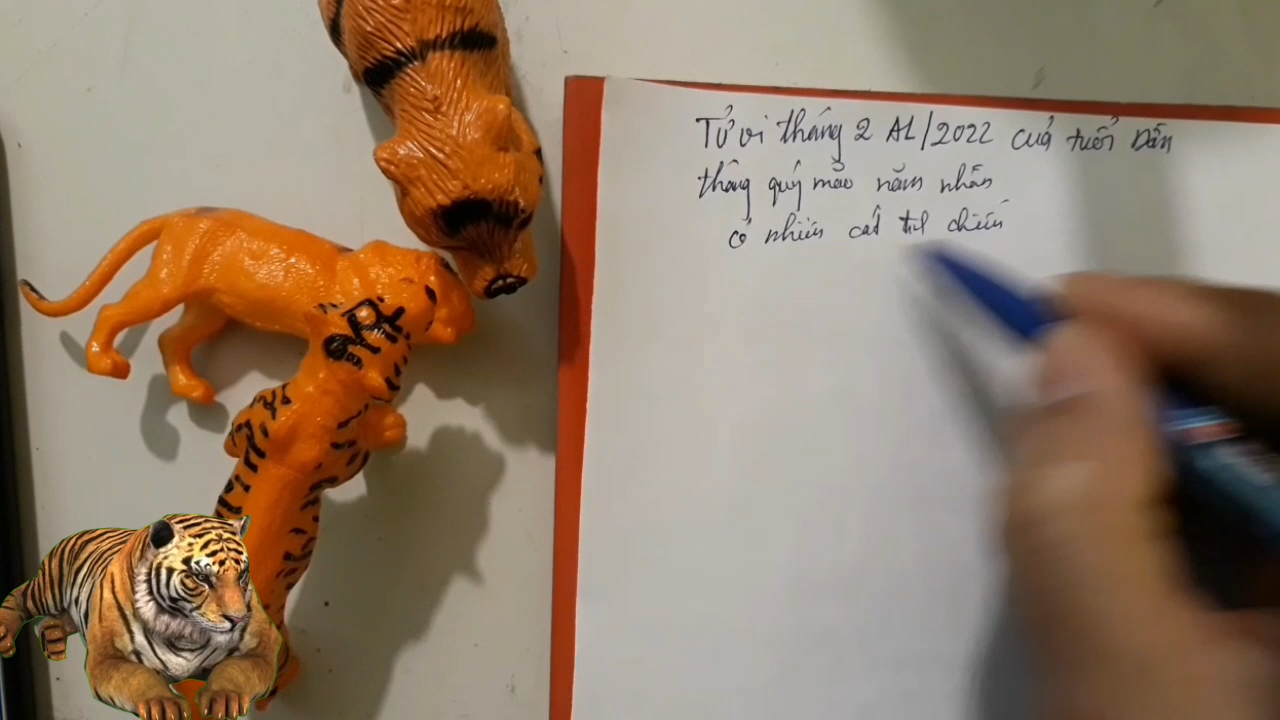 Tử vi tháng 2 AL/2022 của tuổi Dần
tháng quý mão năm nhâm
có nhiều cát tinh chiếu